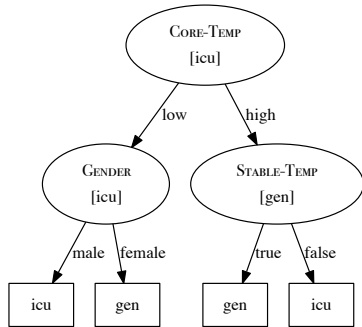 Core-Temp
[icu]
low
high
Gender
[icu]
Stable-Temp
[gen]
male
female
true
false
icu
gen
gen
icu